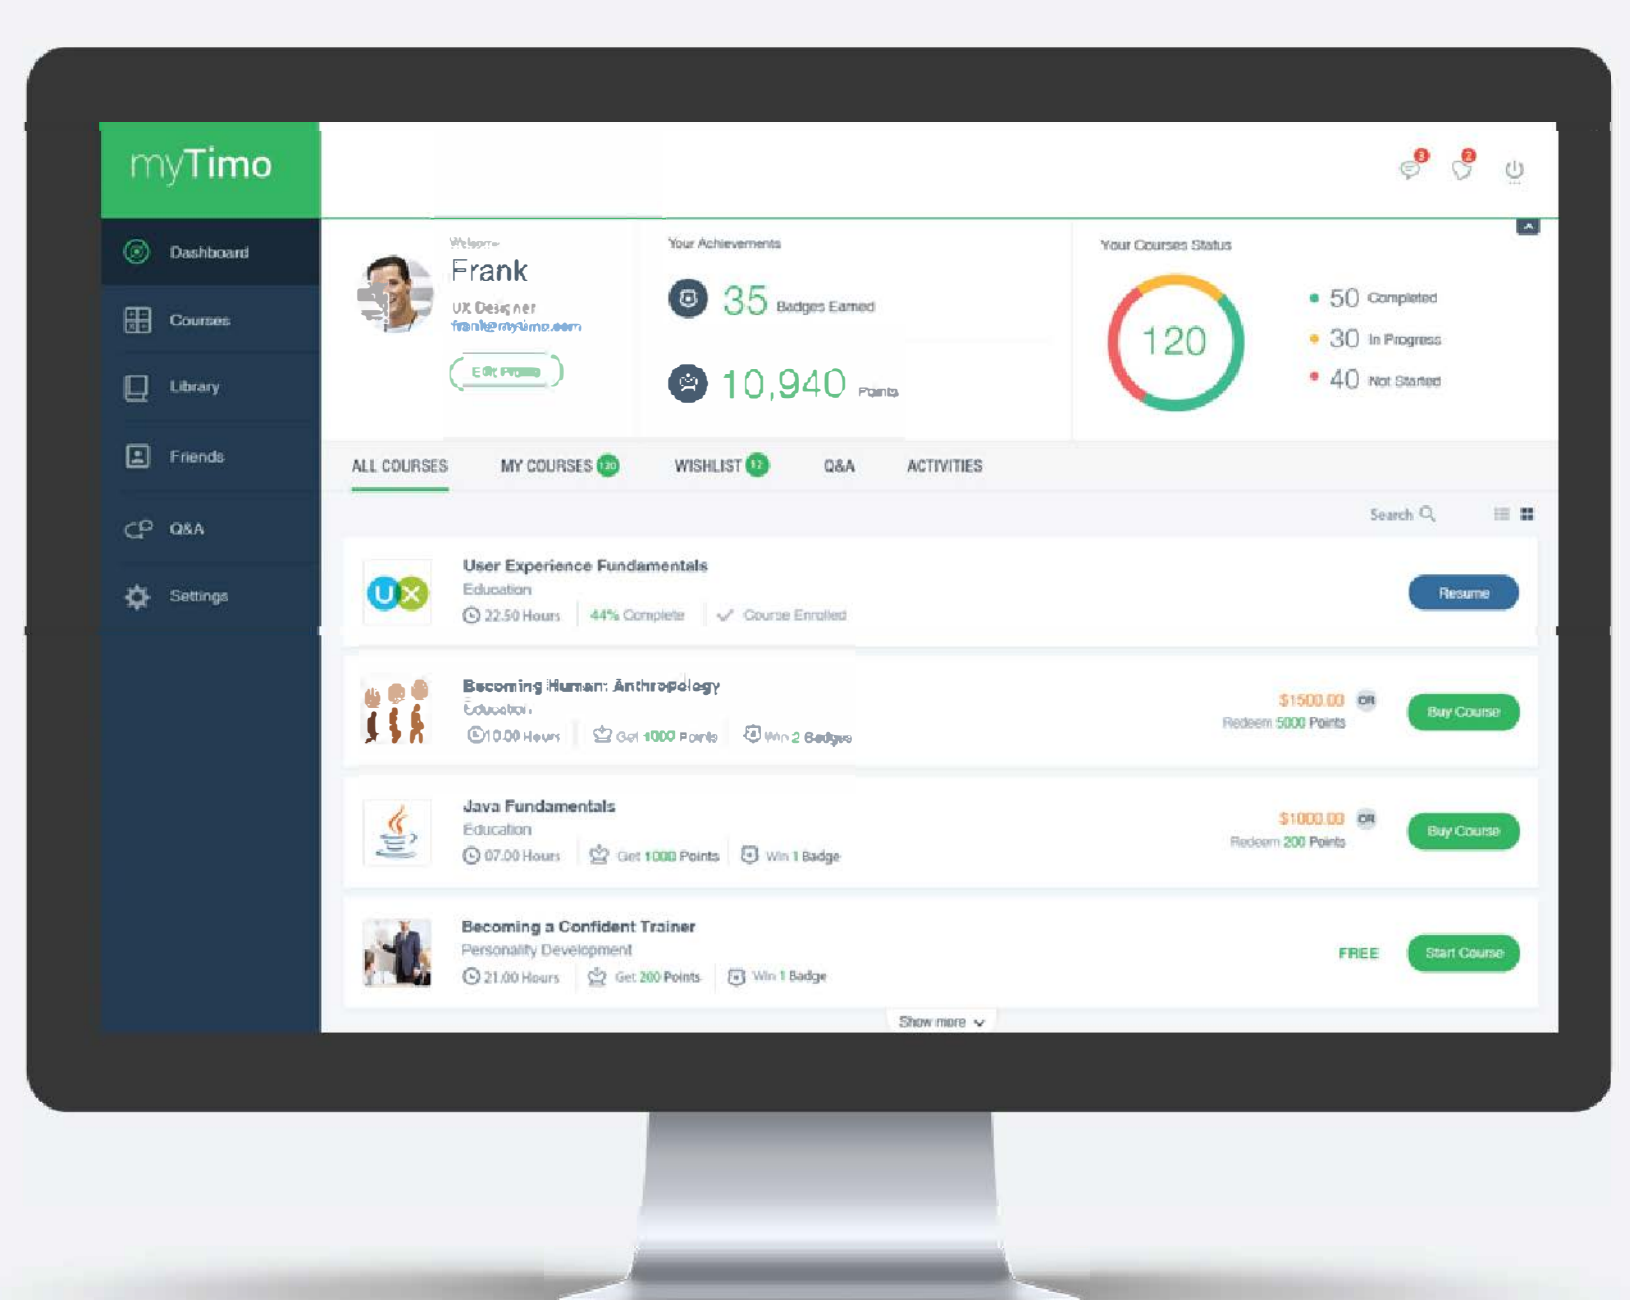 myTimo
3
2
Dashboard
Courses
Library
Friends
Q&A
Settings
Welcome
Frank
UX Designer
frank@mytimo.com
Edit Profile
Your Achievements
35 Badges Earned
10,940 Points
Your Courses Status
120
50 Completed
30 In Progress
40 Not Started
ALL COURSES MY COURSES 120 WISHLIST 12 Q&A ACTIVITIES
Search
UX
User Experience Fundamentals
Education
22.50 Hours 44% Complete Course Enrolled
Resume
Becoming Human: Anthropology
Education
10.00 Hours Get 1000 Points Win 2 Badges
$1500.00 OR
Redeem 5000 Points
Buy Course
Java Fundamentals
Education
07.00 Hours Get 1000 Points Win 1 Badge
$1000.00 OR
Redeem 200 Points
Buy Course
Becoming a Confident Trainer
Personality Development
21.00 Hours Get 200 Points Win 1 Badge
FREE
Start Course
Show more